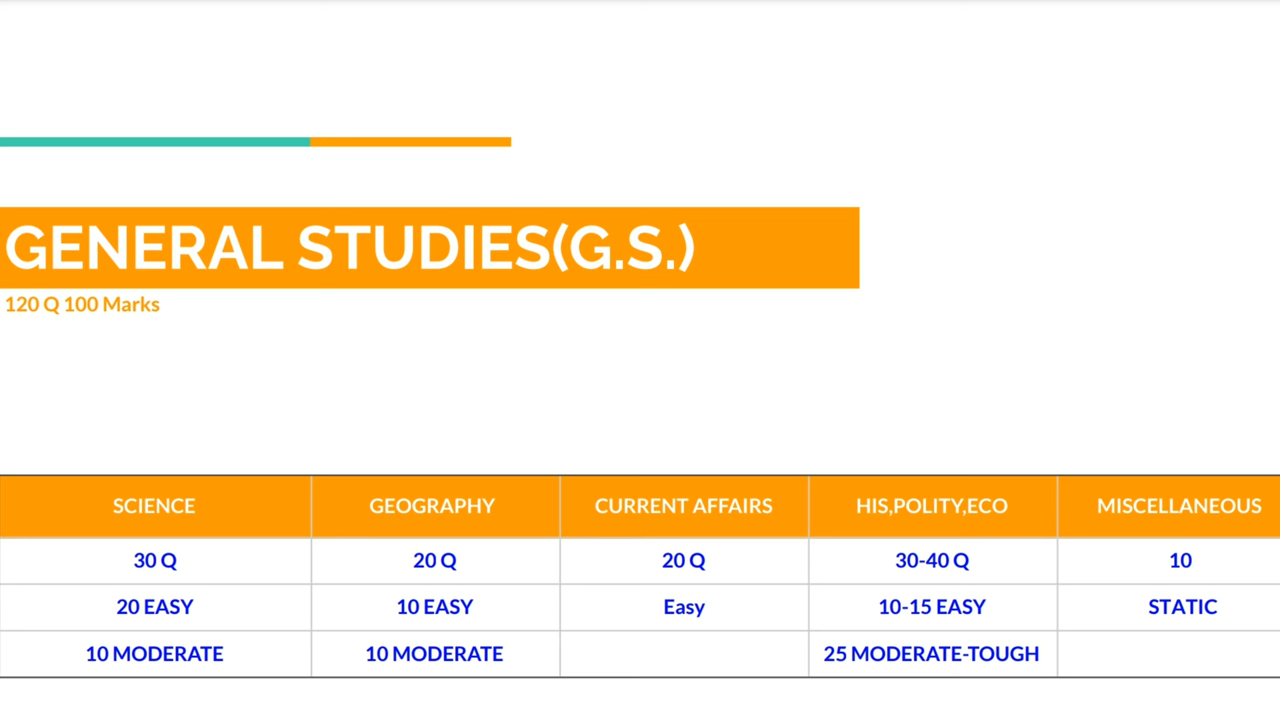 GENERAL STUDIES(G.S.)
120 Q 100 Marks
SCIENCE GEOGRAPHY CURRENT AFFAIRS HIS,POLITY,ECO MISCELLANEOUS
30 Q 20 Q 20 Q 30-40 Q 10
20 EASY 10 EASY Easy 10-15 EASY STATIC
10 MODERATE 10 MODERATE 25 MODERATE-TOUGH